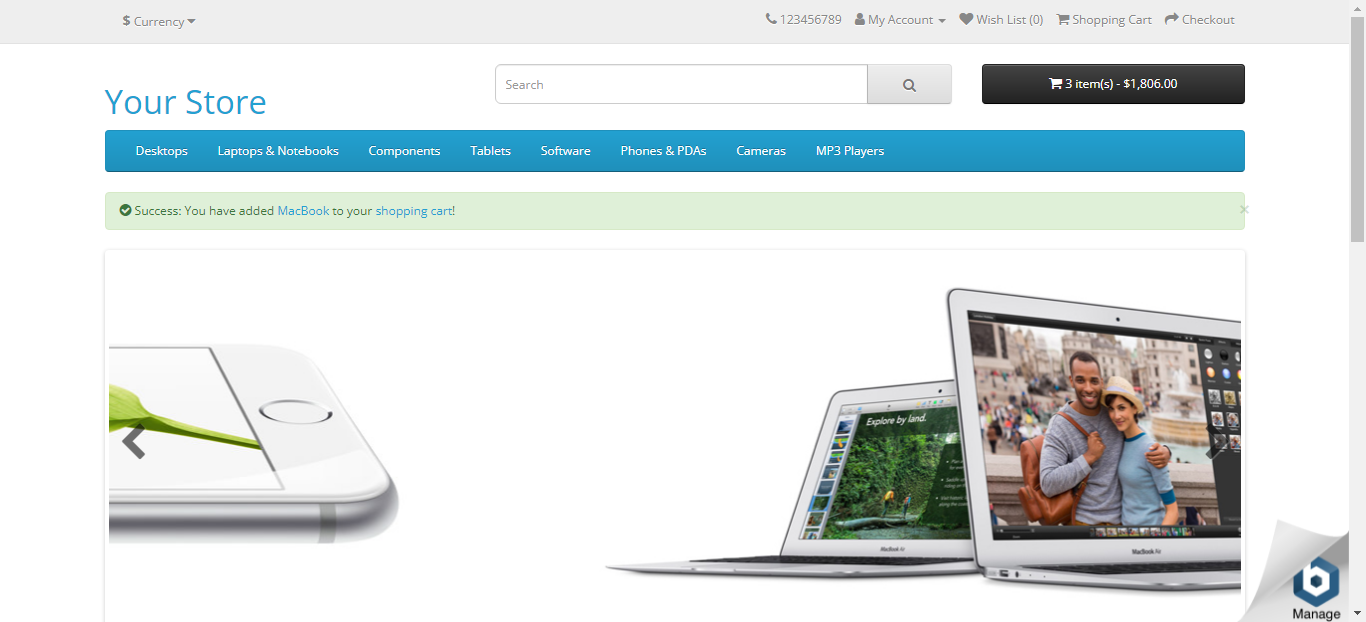 $ Currency
123456789 My Account Wish List (0) Shopping Cart Checkout
Your Store
Search
3 item(s) - $1,806.00
Desktops Laptops & Notebooks Components Tablets Software Phones & PDAs Cameras MP3 Players
Success: You have added MacBook to your shopping cart!
×
Explore by land.
MacBook Air
MacBook Air
Manage